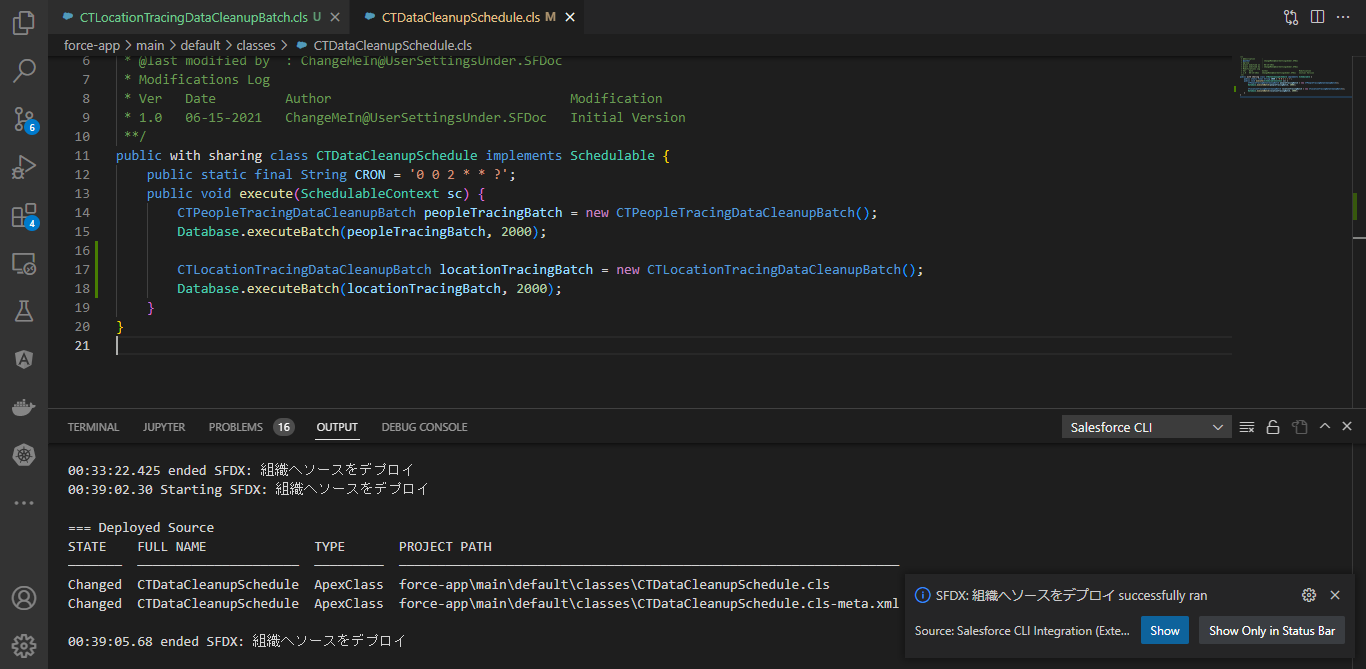 CTLocationTracingDataCleanupBatch.cls U
CTDataCleanupSchedule.cls M
force-app > main > default > classes > CTDataCleanupSchedule.cls
6 * @last modified by : ChangeMeIn@UserSettingsUnder.SFDoc
7 * Modifications Log
8 * Ver Date Author Modification
9 * 1.0 06-15-2021 ChangeMeIn@UserSettingsUnder.SFDoc Initial Version
10 **/
11 public with sharing class CTDataCleanupSchedule implements Schedulable {
12 public static final String CRON = '0 0 2 * * ?';
13 public void execute(SchedulableContext sc) {
14 CTPeopleTracingDataCleanupBatch peopleTracingBatch = new CTPeopleTracingDataCleanupBatch();
15 Database.executeBatch(peopleTracingBatch, 2000);
16
17 CTLocationTracingDataCleanupBatch locationTracingBatch = new CTLocationTracingDataCleanupBatch();
18 Database.executeBatch(locationTracingBatch, 2000);
19 }
20 }
21
6
4
TERMINAL JUPYTER PROBLEMS 16 OUTPUT DEBUG CONSOLE Salesforce CLI
00:33:22.425 ended SFDX: 組織へソースをデプロイ
00:39:02.30 Starting SFDX: 組織へソースをデプロイ
=== Deployed Source
STATE FULL NAME TYPE PROJECT PATH
Changed CTDataCleanupSchedule ApexClass force-app\main\default\classes\CTDataCleanupSchedule.cls
Changed CTDataCleanupSchedule ApexClass force-app\main\default\classes\CTDataCleanupSchedule.cls-meta.xml
00:39:05.68 ended SFDX: 組織へソースをデプロイ
SFDX: 組織へソースをデプロイ successfully ran
Source: Salesforce CLI Integration (Exte...
Show
Show Only in Status Bar